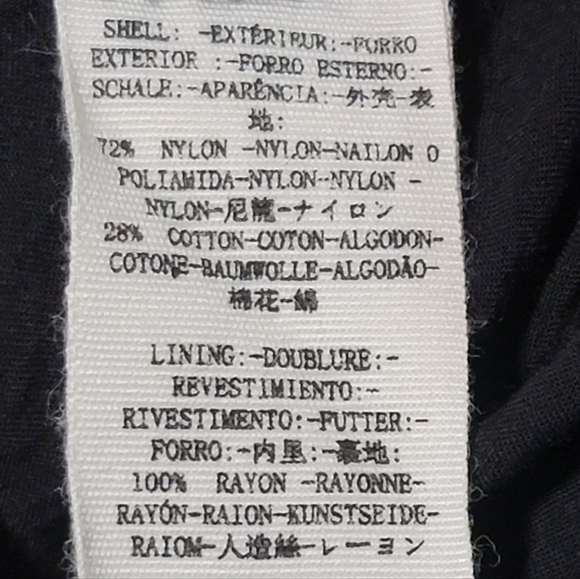 SHELL: -EXTÉRIEUR:-FORRO
EXTERIOR :-FORRO ESTERNO:-
SCHALE:-APARÊNCIA:-外壳-表
地:
72% NYLON -NYLON-NAILON O
POLIAMIDA-NYLON-NYLON -
NYLON-尼龍-ナイロン
28% COTTON-COTON-ALGODON-
COTONE-BAUMWOLLE-ALGODÃO-
棉花-綿
LINING:-DOUBLURE:-
REVESTIMIENTO:-
RIVESTIMENTO:-FUTTER:-
FORRO:-内里:-裏地:
100% RAYON -RAYONNE-
RAYÓN-RAION-KUNSTSEIDE-
RAIOM-人造絲-レーヨン